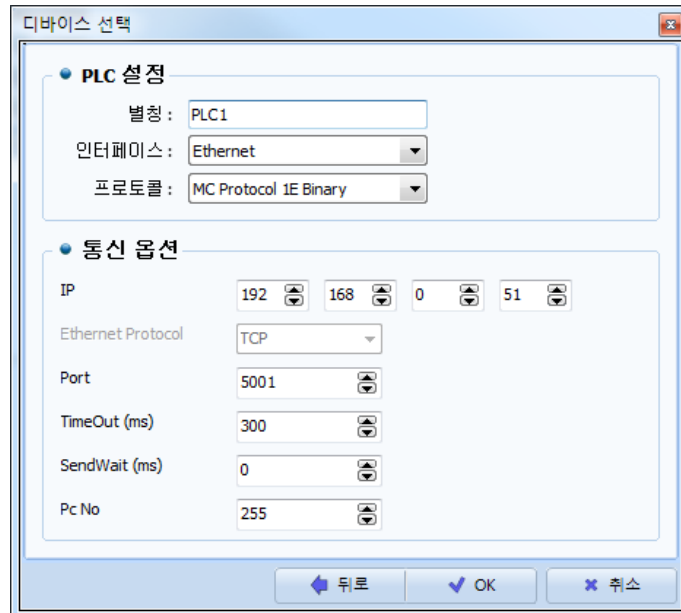 디바이스 선택
PLC 설정
별칭 : PLC1
인터페이스 : Ethernet
프로토콜 : MC Protocol 1E Binary
통신 옵션
IP 192 168 0 51
Ethernet Protocol TCP
Port 5001
TimeOut (ms) 300
SendWait (ms) 0
Pc No 255
뒤로 OK 취소